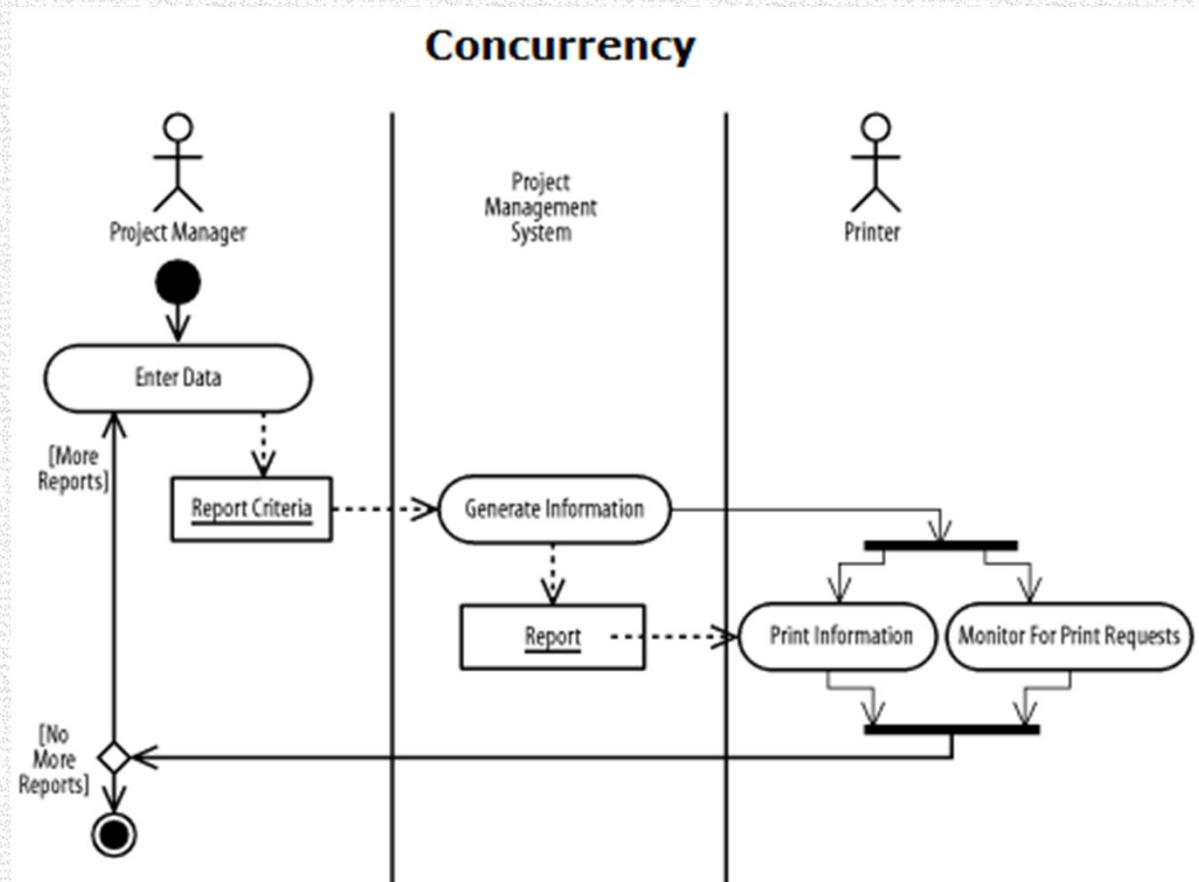 Concurrency
Project Manager
Project
Management
System
Printer
Enter Data
[More
Reports]
Report Criteria
Generate Information
Report
Print Information
Monitor For Print Requests
[No
More
Reports]